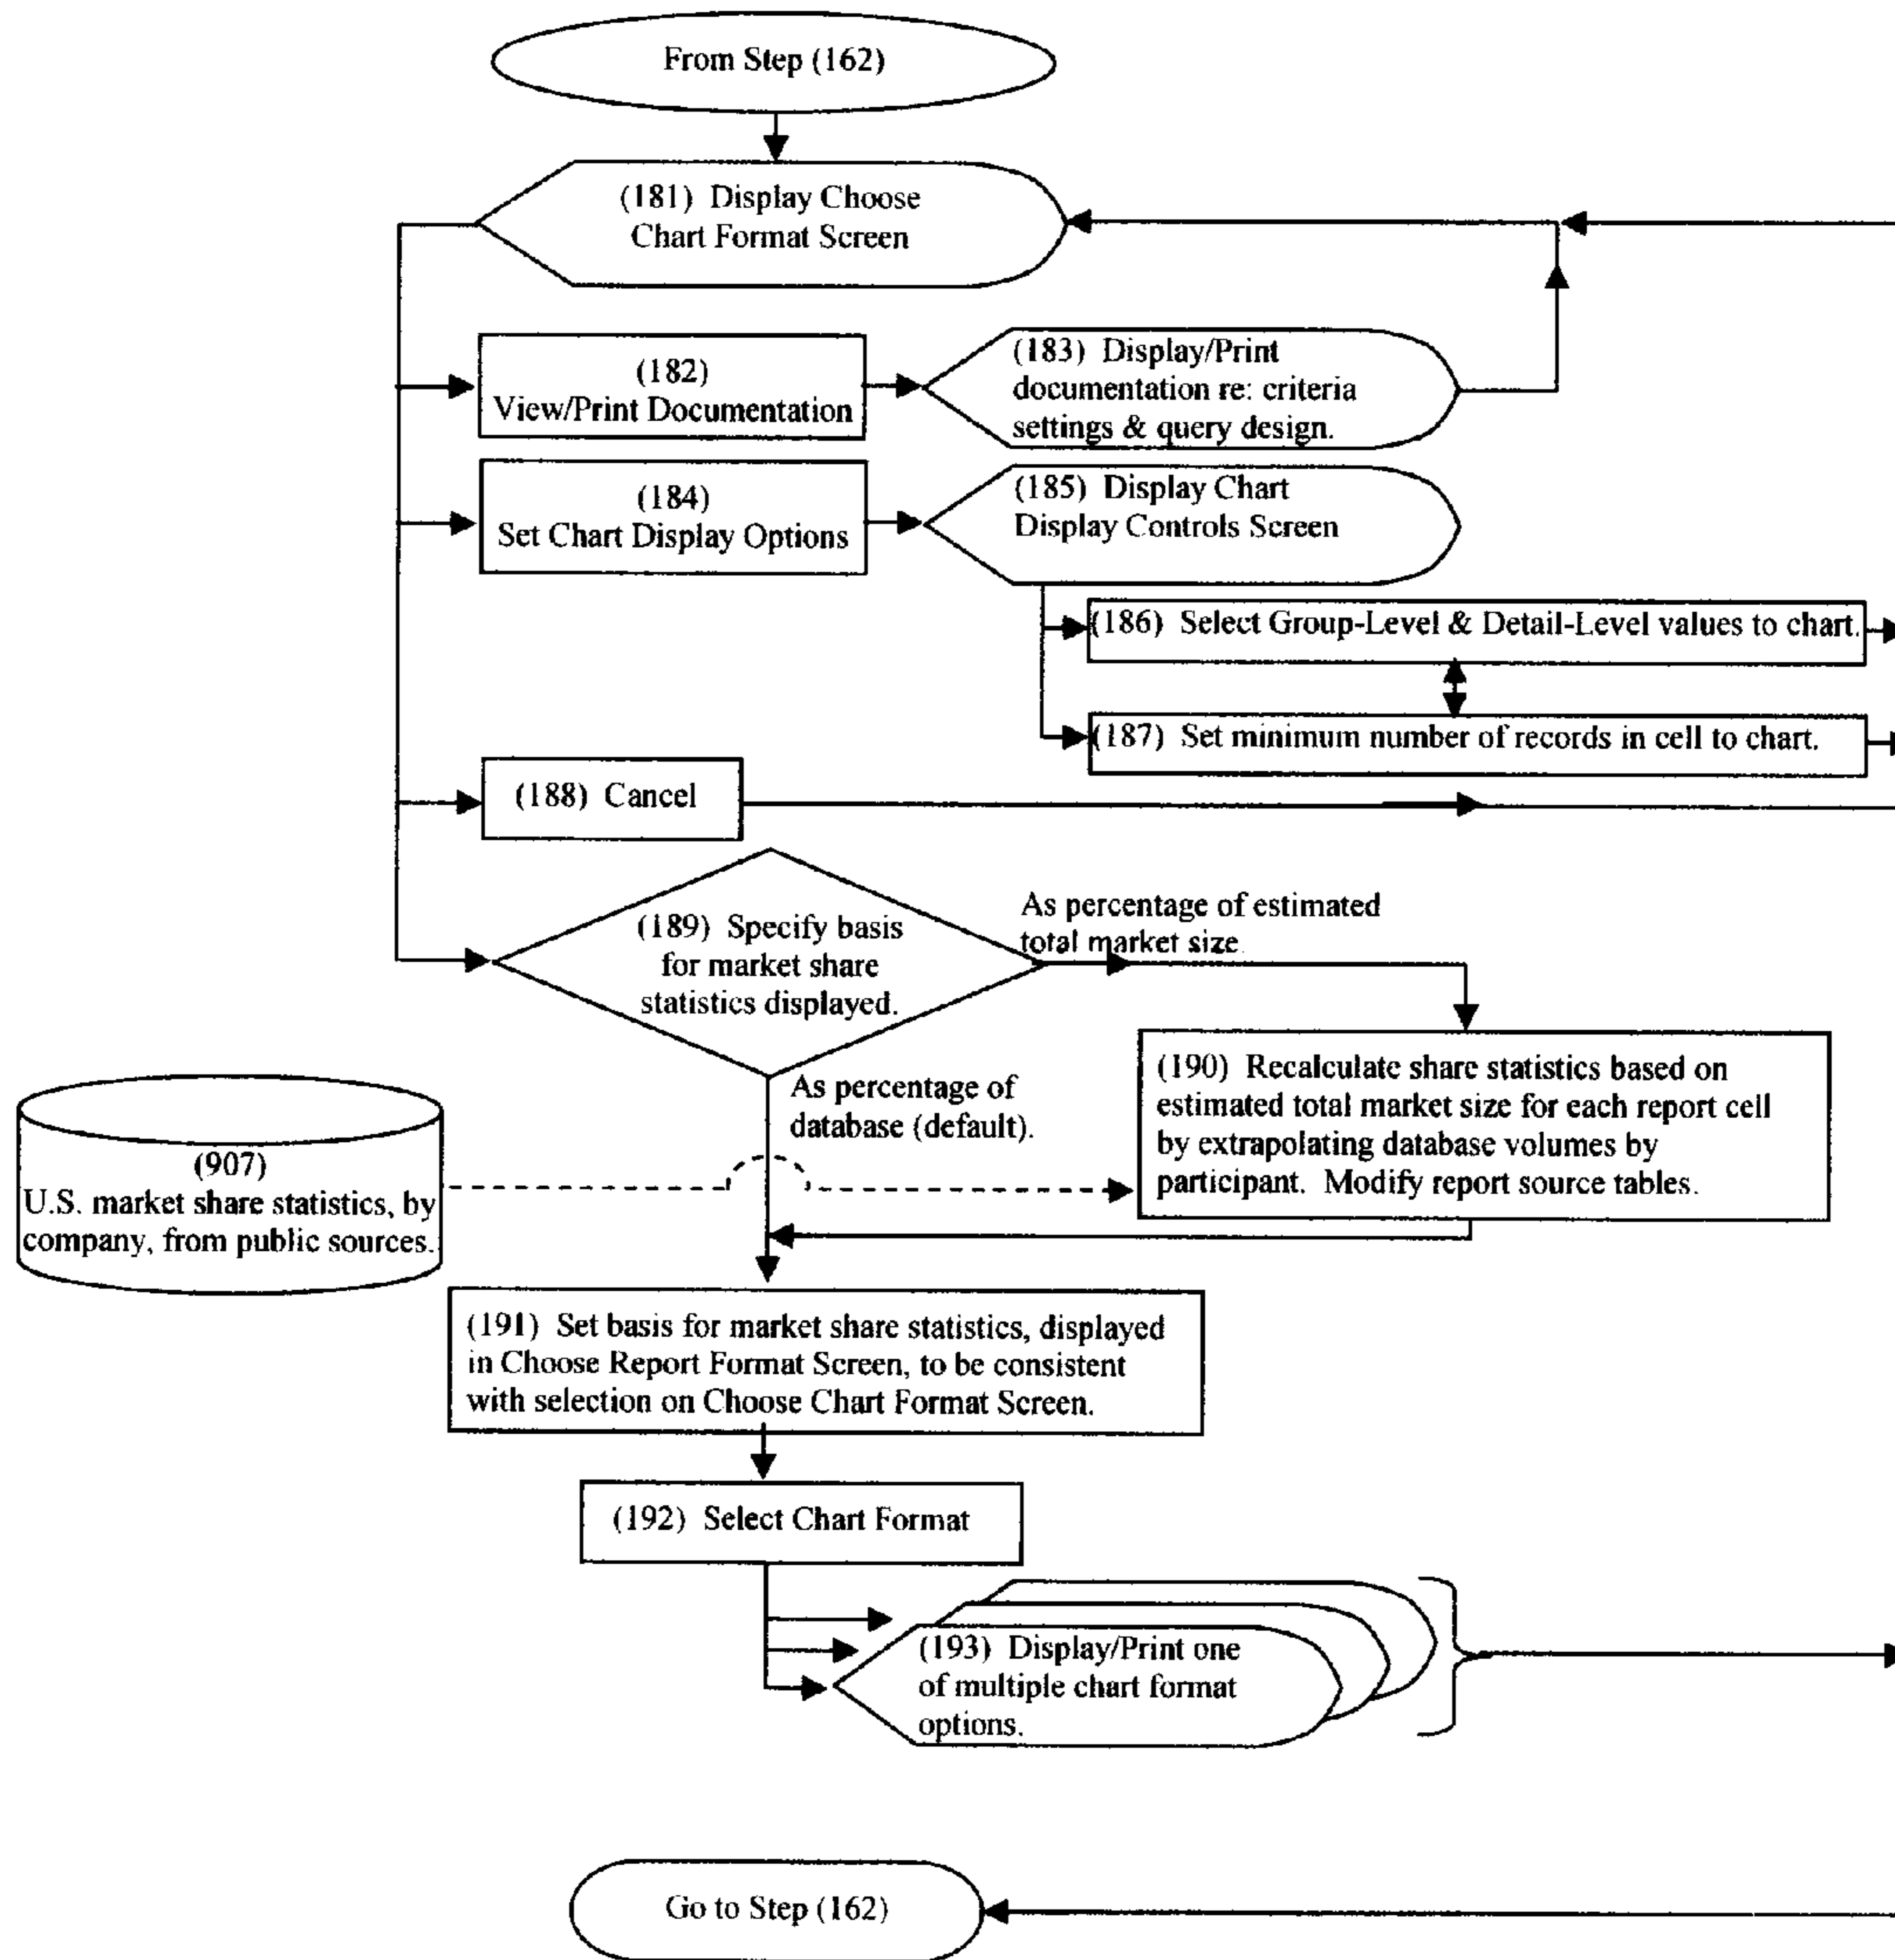 From Step (162)
(181) Display Choose
Chart Format Screen
(182)
View/Print Documentation
(183) Display/Print
documentation re: criteria
settings & query design.
(184)
Set Chart Display Options
(185) Display Chart
Display Controls Screen
(186) Select Group-Level & Detail-Level values to chart.
(187) Set minimum number of records in cell to chart.
(188) Cancel
(189) Specify basis
for market share
statistics displayed.
As percentage of estimated
total market size.
As percentage of
database (default).
(190) Recalculate share statistics based on
estimated total market size for each report cell
by extrapolating database volumes by
participant. Modify report source tables.
(907)
U.S. market share statistics, by
company, from public sources.
(191) Set basis for market share statistics, displayed
in Choose Report Format Screen, to be consistent
with selection on Choose Chart Format Screen.
(192) Select Chart Format
(193) Display/Print one
of multiple chart format
options.
Go to Step (162)